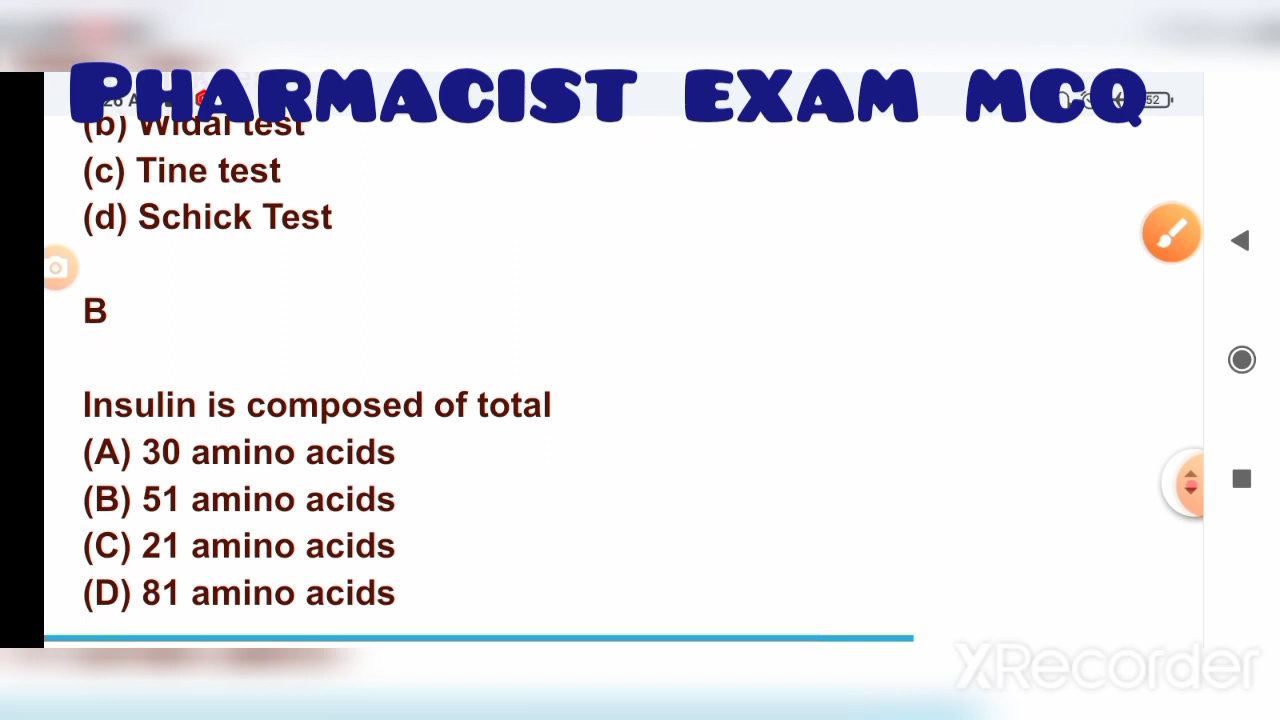 PHARMACIST EXAM MCQ
52
(b) Widal test
(c) Tine test
(d) Schick Test
B
Insulin is composed of total
(A) 30 amino acids
(B) 51 amino acids
(C) 21 amino acids
(D) 81 amino acids
XRecorder